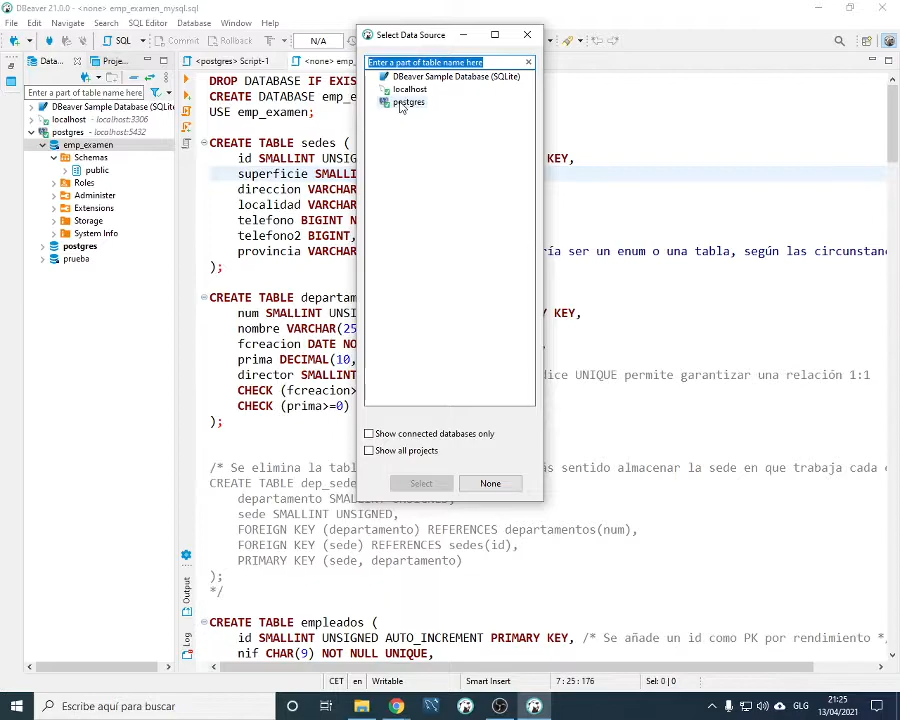 DBeaver 21.0.0 - <none> emp_examen_mysql.sql
File Edit Navigate Search SQL Editor Database Window Help
SQL Commit Rollback T N/A
Data... Proje...
<postgres> Script-1
<none> emp_e
Enter a part of table name here
DBeaver Sample Database (SQLite)
localhost - localhost:3306
postgres - localhost:5432
emp_examen
Schemas
public
Roles
Administer
Extensions
Storage
System Info
postgres
prueba
DROP DATABASE IF EXIS
CREATE DATABASE emp_e
USE emp_examen;
CREATE TABLE sedes (
id SMALLINT UNSIG KEY,
superficie SMALLI
direccion VARCHAR
localidad VARCHAR
telefono BIGINT N
telefono2 BIGINT,
provincia VARCHAR ía ser un enum o una tabla, según las circunstanc
);
CREATE TABLE departam
num SMALLINT UNSI Y KEY,
nombre VARCHAR(25
fcreacion DATE NO
prima DECIMAL(10,
director SMALLINT dice UNIQUE permite garantizar una relación 1:1
CHECK (fcreacion>
CHECK (prima>=0)
);
/* Se elimina la tabl ás sentido almacenar la sede en que trabaja cada e
CREATE TABLE dep_sede
departamento SMALLINT UNSIGNED,
sede SMALLINT UNSIGNED,
FOREIGN KEY (departamento) REFERENCES departamentos(num),
FOREIGN KEY (sede) REFERENCES sedes(id),
PRIMARY KEY (sede, departamento)
);
*/
CREATE TABLE empleados (
id SMALLINT UNSIGNED AUTO_INCREMENT PRIMARY KEY, /* Se añade un id como PK por rendimiento *
nif CHAR(9) NOT NULL UNIQUE,
Output
Log
Select Data Source
Enter a part of table name here
DBeaver Sample Database (SQLite)
localhost
postgres
Show connected databases only
Show all projects
Select None
CET en Writable Smart Insert 7 : 25 : 176 Sel: 0 | 0
Escribe aquí para buscar
GLG
21:25
13/04/2021